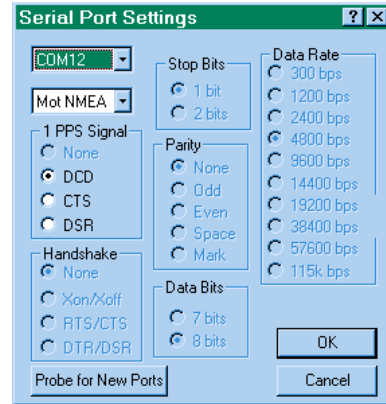 Serial Port Settings
COM12
Mot NMEA
1 PPS Signal
None
DCD
CTS
DSR
Handshake
None
Xon/Xoff
RTS/CTS
DTR/DSR
Probe for New Ports
Stop Bits
1 bit
2 bits
Parity
None
Odd
Even
Space
Mark
Data Bits
7 bits
8 bits
Data Rate
300 bps
1200 bps
2400 bps
4800 bps
9600 bps
14400 bps
19200 bps
38400 bps
57600 bps
115k bps
OK
Cancel